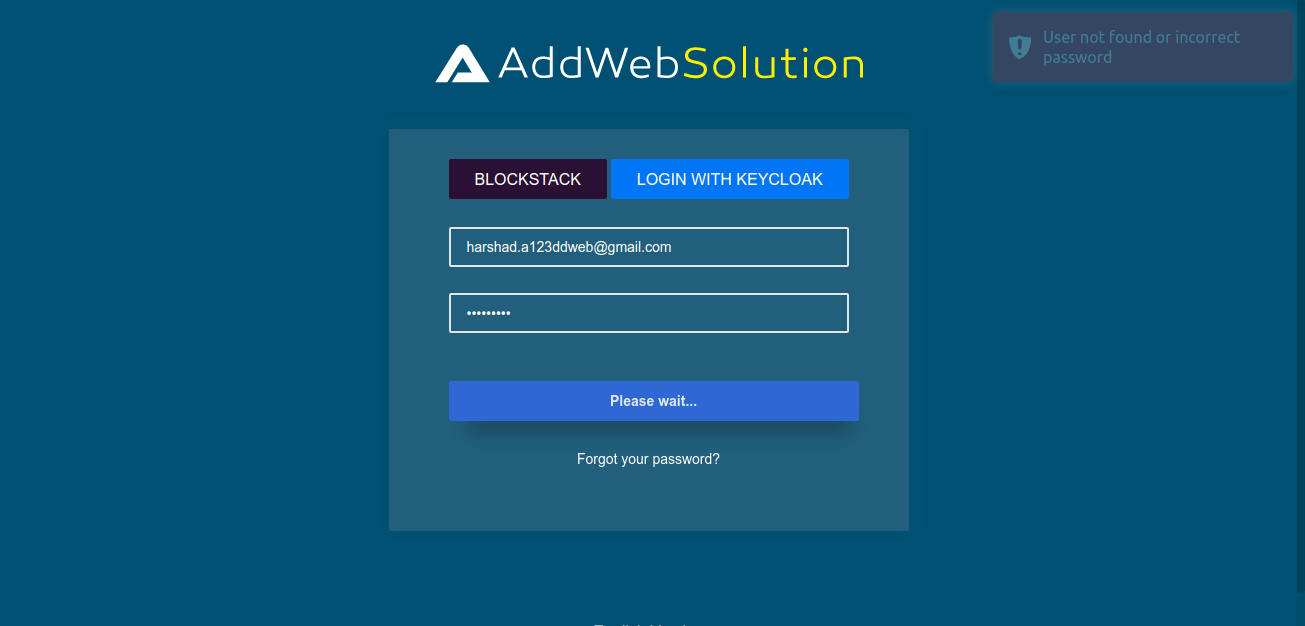 AddWebSolution
User not found or incorrect
password
BLOCKSTACK
LOGIN WITH KEYCLOAK
harshad.a123ddweb@gmail.com
•••••••••
Please wait...
Forgot your password?